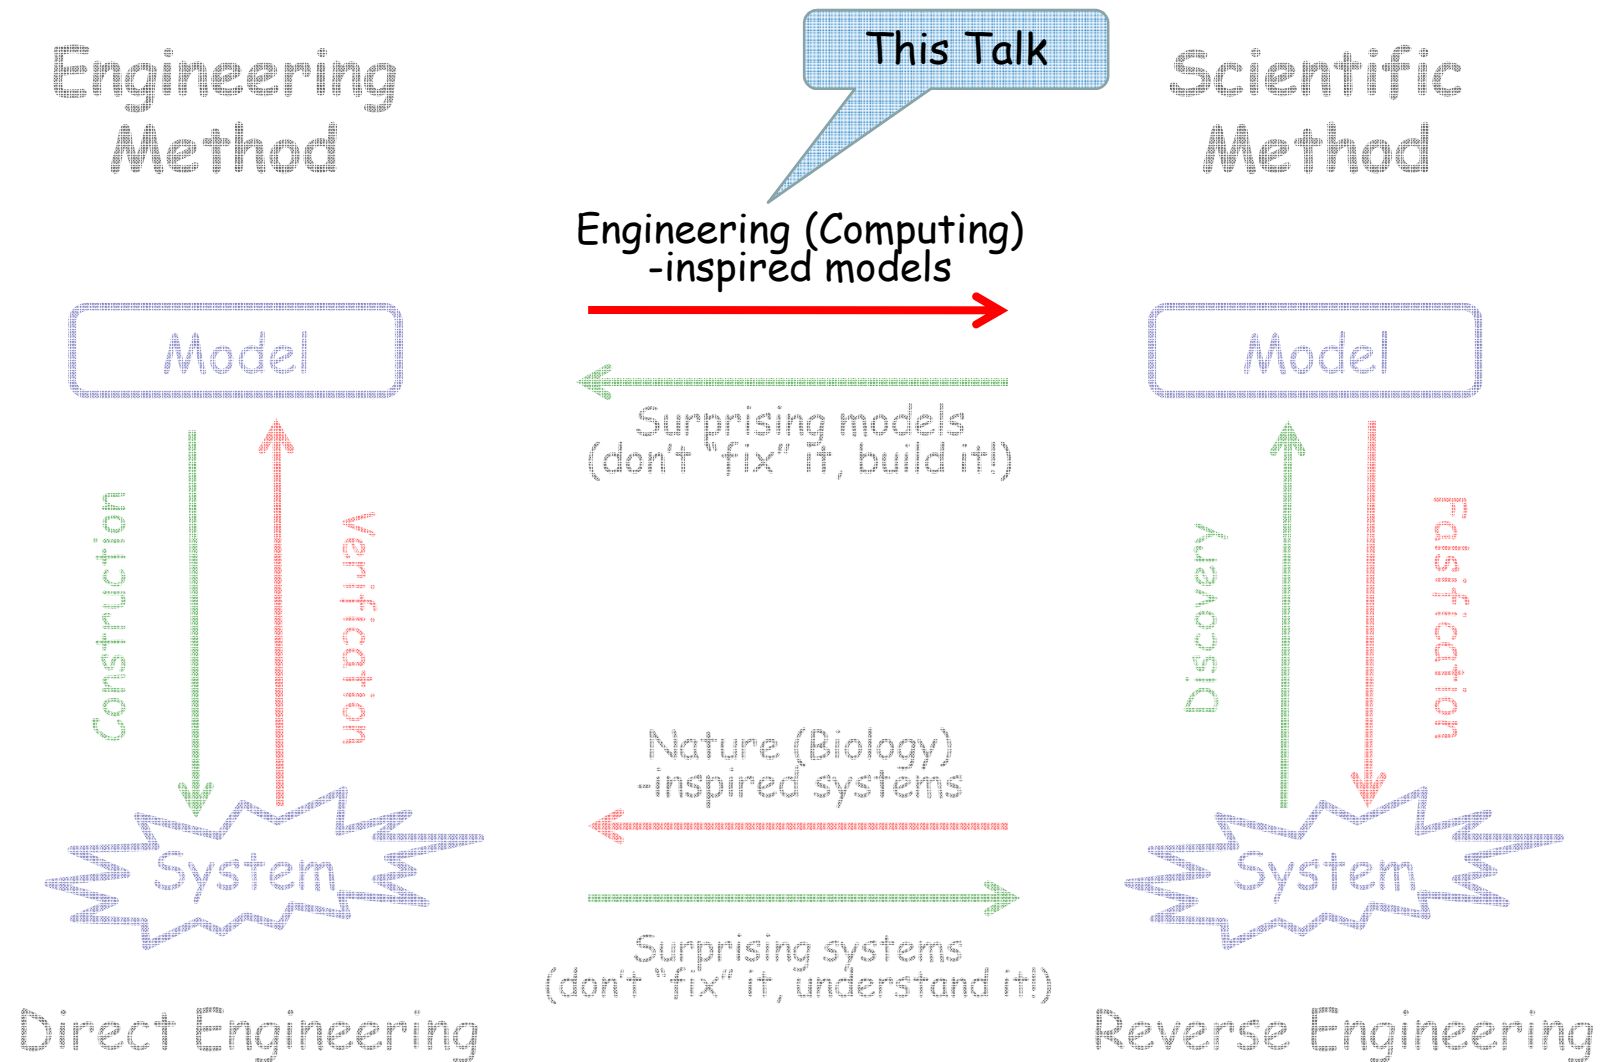 This Talk
Engineering
Method
Scientific
Method
Engineering (Computing)
-inspired models
Model
Model
Surprising models
(don't "fix" it, build it!)
Construction
Verification
Discovery
Fasification
Nature (Biology)
-inspired systems
System
System
Surprising systems
(don't "fix" it, understand it!)
Direct Engineering
Reverse Engineering